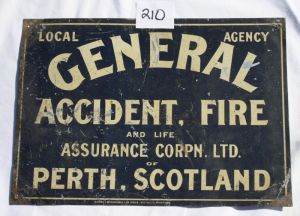 210
LOCAL AGENCY
GENERAL
ACCIDENT, FIRE
AND LIFE
ASSURANCE CORPN. LTD.
OF
PERTH, SCOTLAND